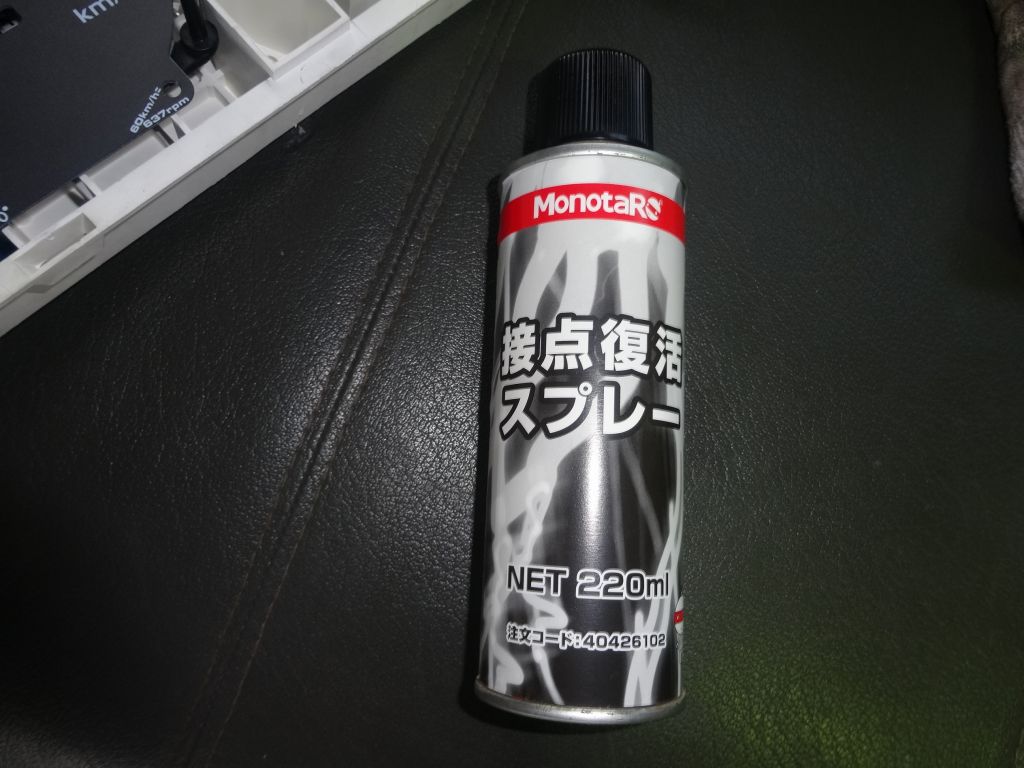 km/
60km/h=
637rpm
MonotaRO
接点復活
スプレー
NET 220ml
注文コード:40426102